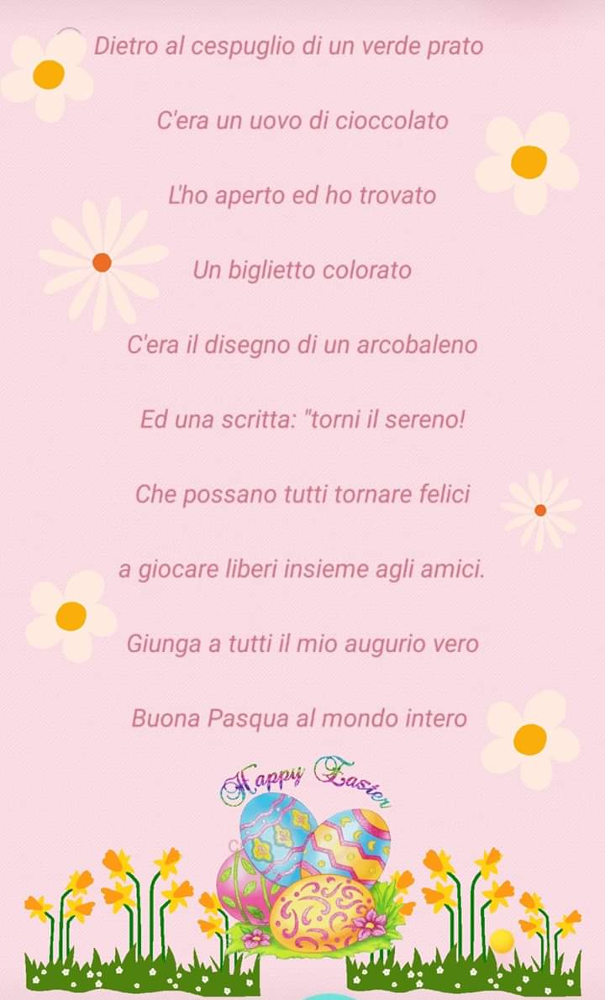 Dietro al cespuglio di un verde prato
C'era un uovo di cioccolato
L'ho aperto ed ho trovato
Un biglietto colorato
C'era il disegno di un arcobaleno
Ed una scritta: "torni il sereno!
Che possano tutti tornare felici
a giocare liberi insieme agli amici.
Giunga a tutti il mio augurio vero
Buona Pasqua al mondo intero
Happy Easter